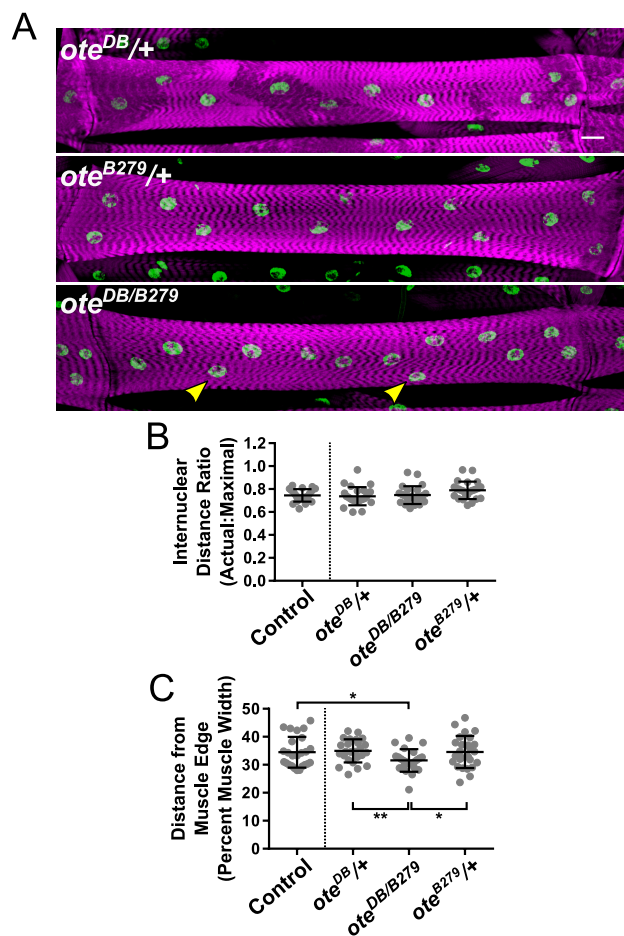 A
ote^DB/+
ote^B279/+
ote^DB/B279
B
Internuclear
Distance Ratio
(Actual:Maximal)
1.2
1.0
0.8
0.6
0.4
0.2
0.0
Control
ote^DB/+
ote^DB/B279
ote^B279/+
C
Distance from
Muscle Edge
(Percent Muscle Width)
50
40
30
20
10
0
*
**
*
Control
ote^DB/+
ote^DB/B279
ote^B279/+